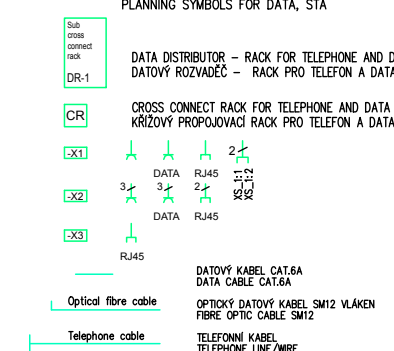 PLANNING SYMBOLS FOR DATA, STA
Sub
cross
connect
rack
DR-1
DATA DISTRIBUTOR – RACK FOR TELEPHONE AND D
DATOVÝ ROZVADĚČ – RACK PRO TELEFON A DATA
CR
CROSS CONNECT RACK FOR TELEPHONE AND DATA
KŘÍŽOVÝ PROPOJOVACÍ RACK PRO TELEFON A DATA
-X1
2
DATA RJ45
XS_1:1
XS_1:2
-X2
3 3 2
DATA RJ45
-X3
RJ45
DATOVÝ KABEL CAT.6A
DATA CABLE CAT.6A
Optical fibre cable
OPTICKÝ DATOVÝ KABEL SM12 VLÁKEN
FIBRE OPTIC CABLE SM12
Telephone cable
TELEFONNÍ KABEL
TELEPHONE LINE/WIRE